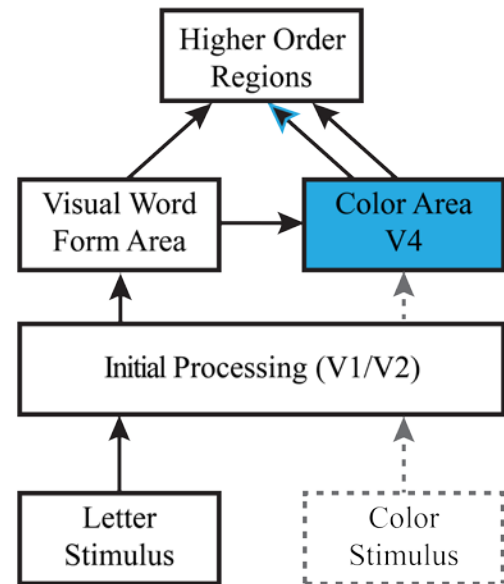 Higher Order
Regions
Visual Word
Form Area
Color Area
V4
Initial Processing (V1/V2)
Letter
Stimulus
Color
Stimulus